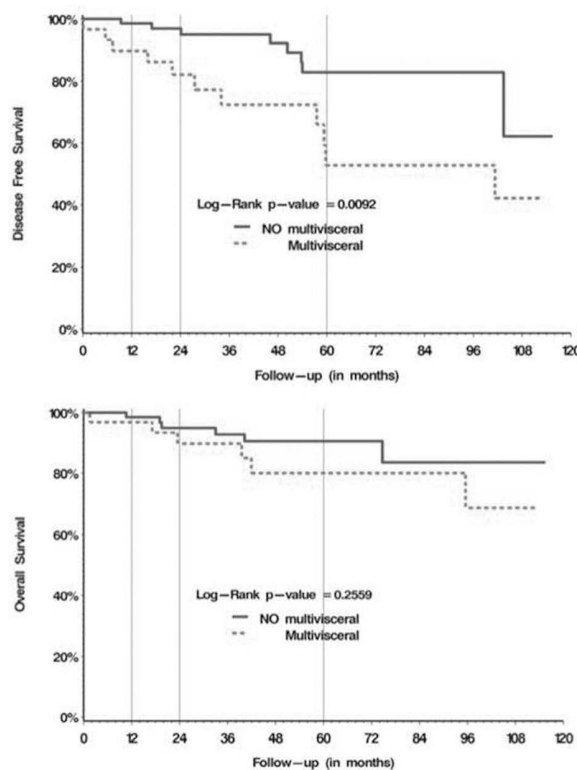 100%
80%
60%
40%
20%
0%
Disease Free Survival
Log—Rank p—value = 0.0092
NO multivisceral
Multivisceral
0 12 24 36 48 60 72 84 96 108 120
Follow—up (in months)
100%
80%
60%
40%
20%
0%
Overall Survival
Log—Rank p—value = 0.2559
NO multivisceral
Multivisceral
0 12 24 36 48 60 72 84 96 108 120
Follow—up (in months)